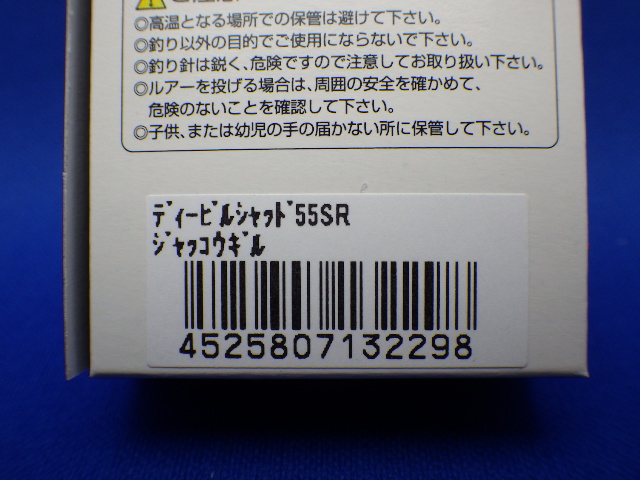 ◎高温となる場所での保管は避けて下さい。
◎釣り以外の目的でご使用にならないで下さい。
◎釣り針は鋭く、危険ですので注意してお取り扱い下さい。
◎ルアーを投げる場合は、周囲の安全を確かめて、
危険のないことを確認して下さい。
◎子供、または幼児の手の届かない所に保管して下さい。
ﾃﾞｨｰﾋﾞﾙｼｬｯﾄﾞ55SR
ｼﾞｬｯｺｳｷﾞﾙ
4525807132298